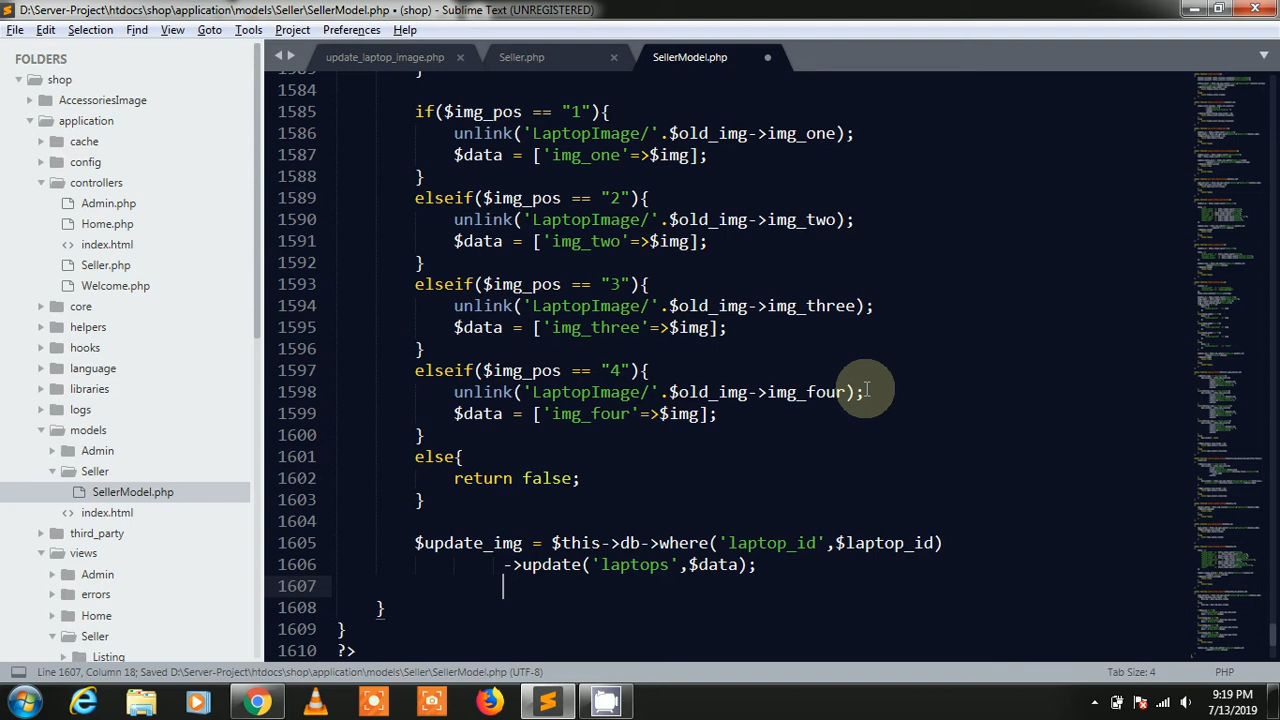 D:\Server-Project\htdocs\shop\application\models\Seller\SellerModel.php • (shop) - Sublime Text (UNREGISTERED)
File Edit Selection Find View Goto Tools Project Preferences Help
FOLDERS
shop
AccessoriesImage
application
cache
config
controllers
Admin.php
Home.php
index.html
Seller.php
Welcome.php
core
helpers
hooks
language
libraries
logs
models
Admin
Seller
SellerModel.php
index.html
third_party
views
Admin
errors
Home
Seller
Listing
update_laptop_image.php
Seller.php
SellerModel.php
1583 }
1584
1585 if($img_pos == "1"){
1586 unlink('LaptopImage/'.$old_img->img_one);
1587 $data = ['img_one'=>$img];
1588 }
1589 elseif($img_pos == "2"){
1590 unlink('LaptopImage/'.$old_img->img_two);
1591 $data = ['img_two'=>$img];
1592 }
1593 elseif($img_pos == "3"){
1594 unlink('LaptopImage/'.$old_img->img_three);
1595 $data = ['img_three'=>$img];
1596 }
1597 elseif($img_pos == "4"){
1598 unlink('LaptopImage/'.$old_img->img_four);
1599 $data = ['img_four'=>$img];
1600 }
1601 else{
1602 return false;
1603 }
1604
1605 $update_img = $this->db->where('laptop_id',$laptop_id)
1606 ->update('laptops',$data);
1607
1608 }
1609 }
1610 ?>
Line 1607, Column 18; Saved D:\Server-Project\htdocs\shop\application\models\Seller\SellerModel.php (UTF-8)
Tab Size: 4
PHP
9:19 PM
7/13/2019